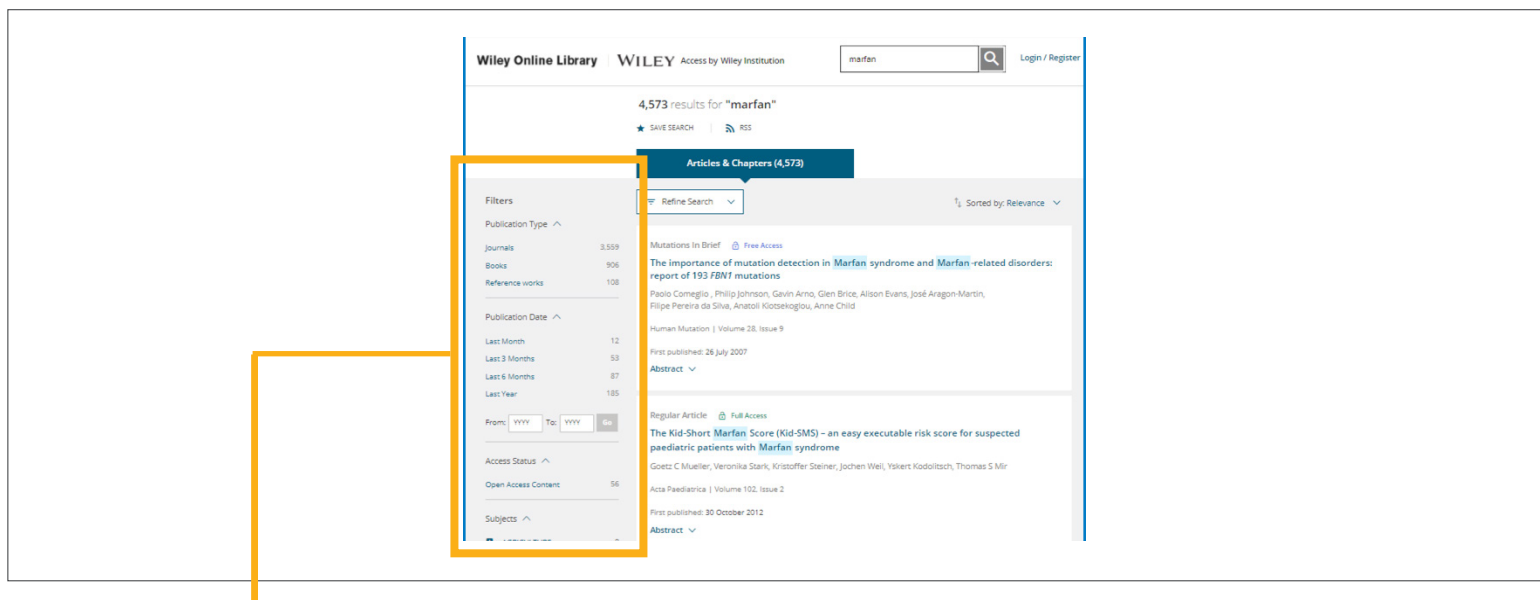 Wiley Online Library WILEY Access by Wiley Institution marfan Login / Register
4,573 results for "marfan"
SAVE SEARCH RSS
Articles & Chapters (4,573)
Filters
Refine Search
Sorted by: Relevance
Publication Type
Journals 3,559
Books 906
Reference works 108
Publication Date
Last Month 12
Last 3 Months 53
Last 6 Months 87
Last Year 185
From: YYYY To: YYYY Go
Access Status
Open Access Content 56
Subjects
Mutations In Brief Free Access
The importance of mutation detection in Marfan syndrome and Marfan-related disorders:
report of 193 FBN1 mutations
Paolo Comeglio , Philip Johnson, Gavin Arno, Glen Brice, Alison Evans, José Aragon-Martin,
Filipe Pereira da Silva, Anatoli Kiotsekoglou, Anne Child
Human Mutation | Volume 28, Issue 9
First published: 26 July 2007
Abstract
Regular Article Full Access
The Kid-Short Marfan Score (Kid-SMS) – an easy executable risk score for suspected
paediatric patients with Marfan syndrome
Goetz C Mueller, Veronika Stark, Kristoffer Steiner, Jochen Weil, Yskert Kodolitsch, Thomas S Mir
Acta Paediatrica | Volume 102, Issue 2
First published: 30 October 2012
Abstract